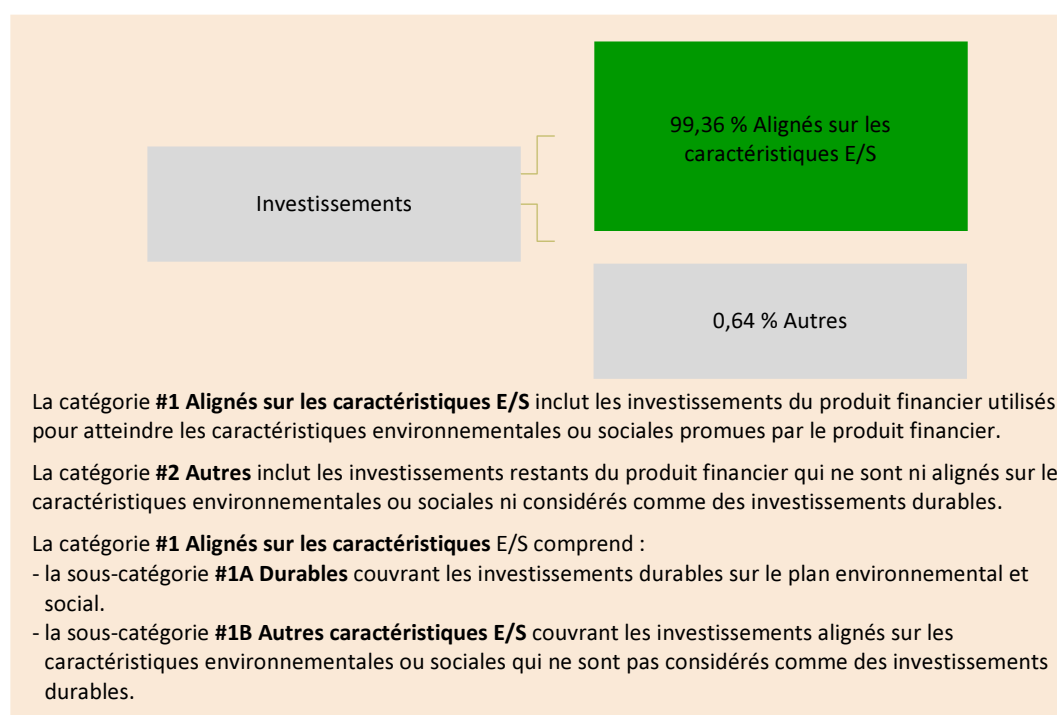 99,36 % Alignés sur les
caractéristiques E/S
Investissements
0,64 % Autres
La catégorie #1 Alignés sur les caractéristiques E/S inclut les investissements du produit financier utilisés
pour atteindre les caractéristiques environnementales ou sociales promues par le produit financier.
La catégorie #2 Autres inclut les investissements restants du produit financier qui ne sont ni alignés sur le
caractéristiques environnementales ou sociales ni considérés comme des investissements durables.
La catégorie #1 Alignés sur les caractéristiques E/S comprend :
- la sous-catégorie #1A Durables couvrant les investissements durables sur le plan environnemental et
social.
- la sous-catégorie #1B Autres caractéristiques E/S couvrant les investissements alignés sur les
caractéristiques environnementales ou sociales qui ne sont pas considérés comme des investissements
durables.